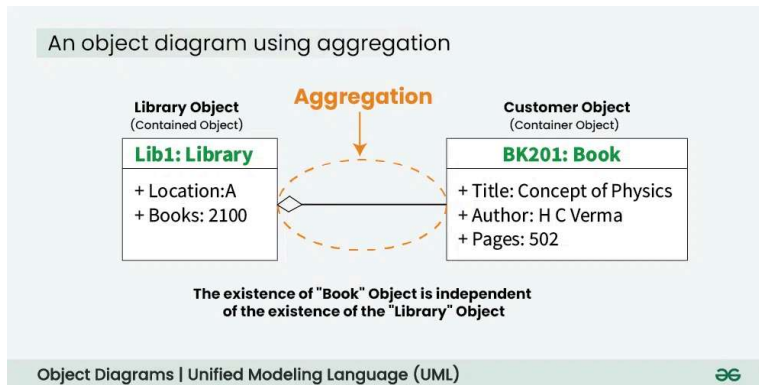 An object diagram using aggregation
Aggregation
Library Object
(Contained Object)
Lib1: Library
+ Location:A
+ Books: 2100
Customer Object
(Container Object)
BK201: Book
+ Title: Concept of Physics
+ Author: H C Verma
+ Pages: 502
The existence of "Book" Object is independent
of the existence of the "Library" Object
Object Diagrams | Unified Modeling Language (UML)